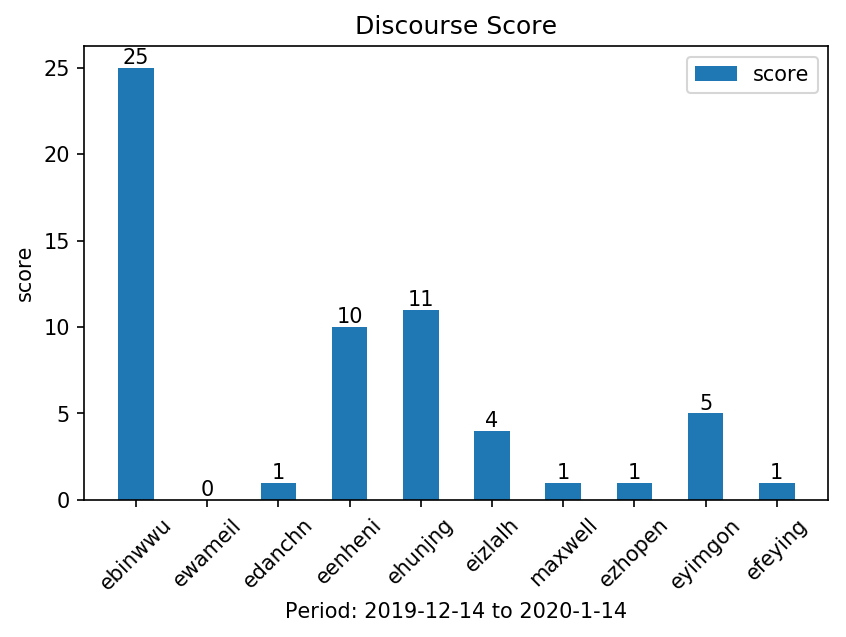 Discourse Score
score
25
20
15
10
5
0
score
25
0
1
10
11
4
1
1
5
1
ebinwwu
ewameil
edanchn
eenheni
ehunjng
eizlalh
maxwell
ezhopen
eyimgon
efeying
Period: 2019-12-14 to 2020-1-14